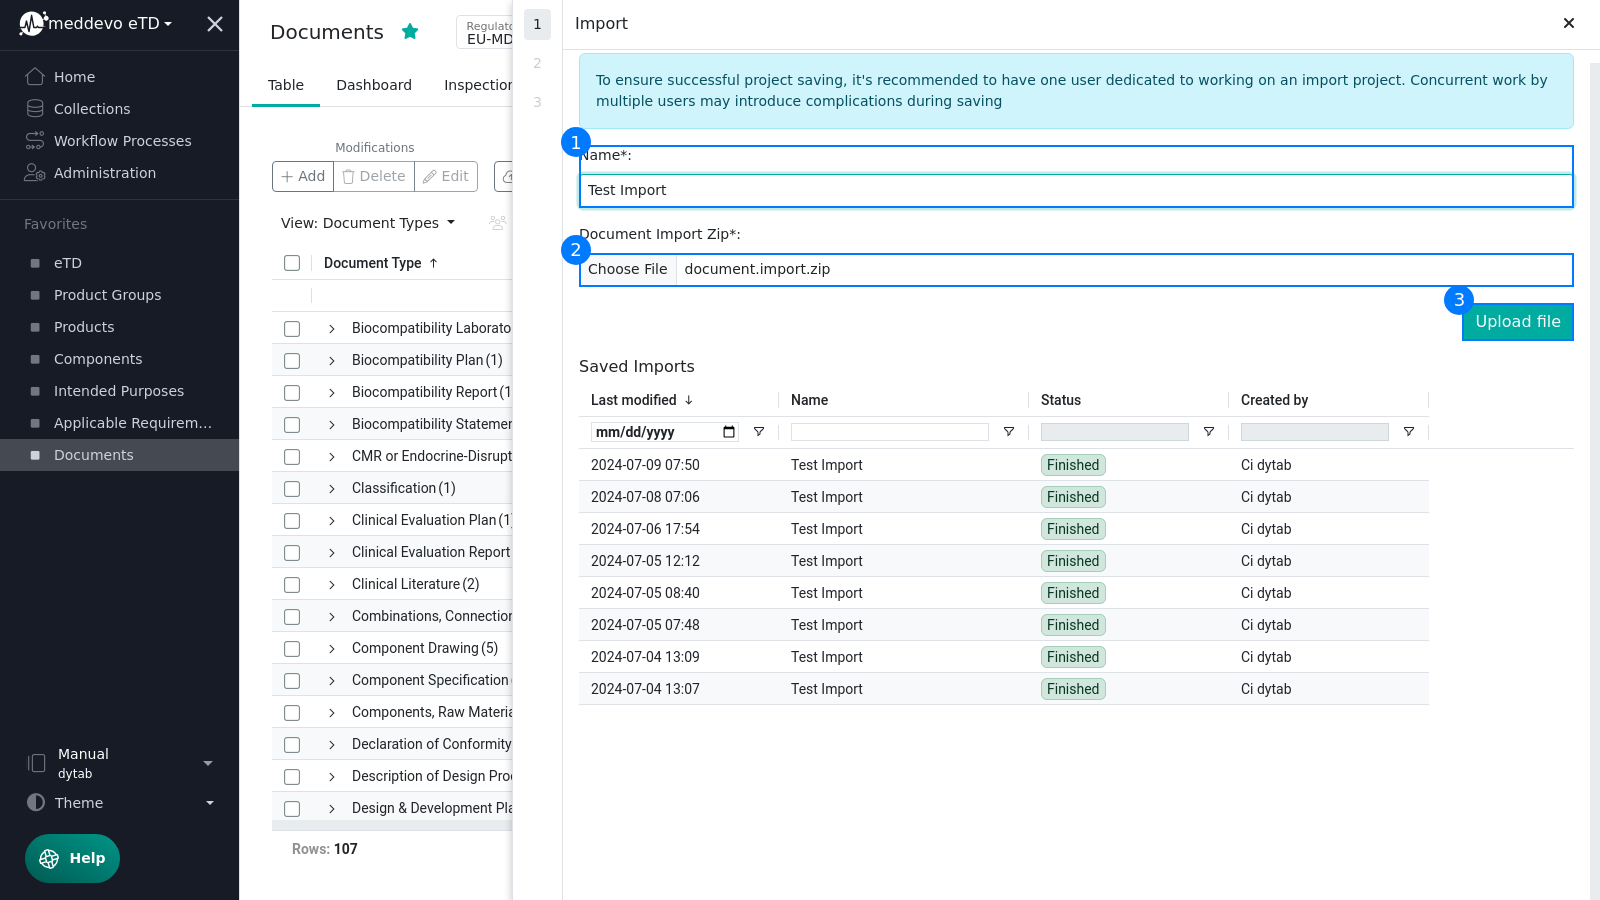 meddevo eTD
Home
Collections
Workflow Processes
Administration
Favorites
eTD
Product Groups
Products
Components
Intended Purposes
Applicable Requirem...
Documents
Manual
dytab
Theme
Help
Documents
Regulato
EU-MD
Table
Dashboard
Inspection
Modifications
Add
Delete
Edit
View: Document Types
Document Type
Biocompatibility Laborato
Biocompatibility Plan (1)
Biocompatibility Report (1
Biocompatibility Statemer
CMR or Endocrine-Disrupt
Classification (1)
Clinical Evaluation Plan (1)
Clinical Evaluation Report
Clinical Literature (2)
Combinations, Connection
Component Drawing (5)
Component Specification
Components, Raw Materia
Declaration of Conformity
Description of Design Proc
Design & Development Pla
Rows: 107
1
2
3
Import
To ensure successful project saving, it's recommended to have one user dedicated to working on an import project. Concurrent work by
multiple users may introduce complications during saving
1
Name*:
Test Import
2
Document Import Zip*:
Choose File document.import.zip
3
Upload file
Saved Imports
Last modified Name Status Created by
mm/dd/yyyy
2024-07-09 07:50 Test Import Finished Ci dytab
2024-07-08 07:06 Test Import Finished Ci dytab
2024-07-06 17:54 Test Import Finished Ci dytab
2024-07-05 12:12 Test Import Finished Ci dytab
2024-07-05 08:40 Test Import Finished Ci dytab
2024-07-05 07:48 Test Import Finished Ci dytab
2024-07-04 13:09 Test Import Finished Ci dytab
2024-07-04 13:07 Test Import Finished Ci dytab